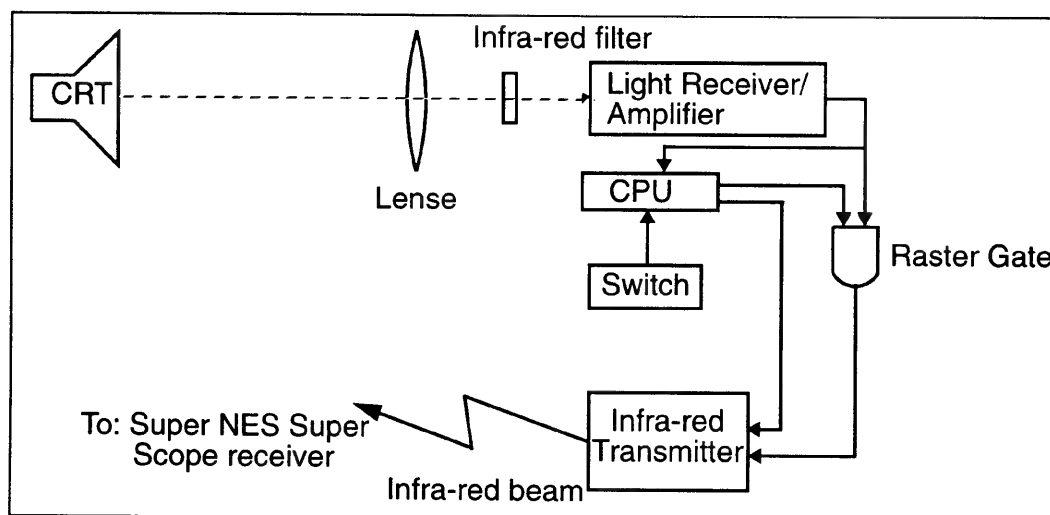 Infra-red filter
CRT
Light Receiver/
Amplifier
Lense
CPU
Switch
Raster Gate
To: Super NES Super
Scope receiver
Infra-red
Transmitter
Infra-red beam